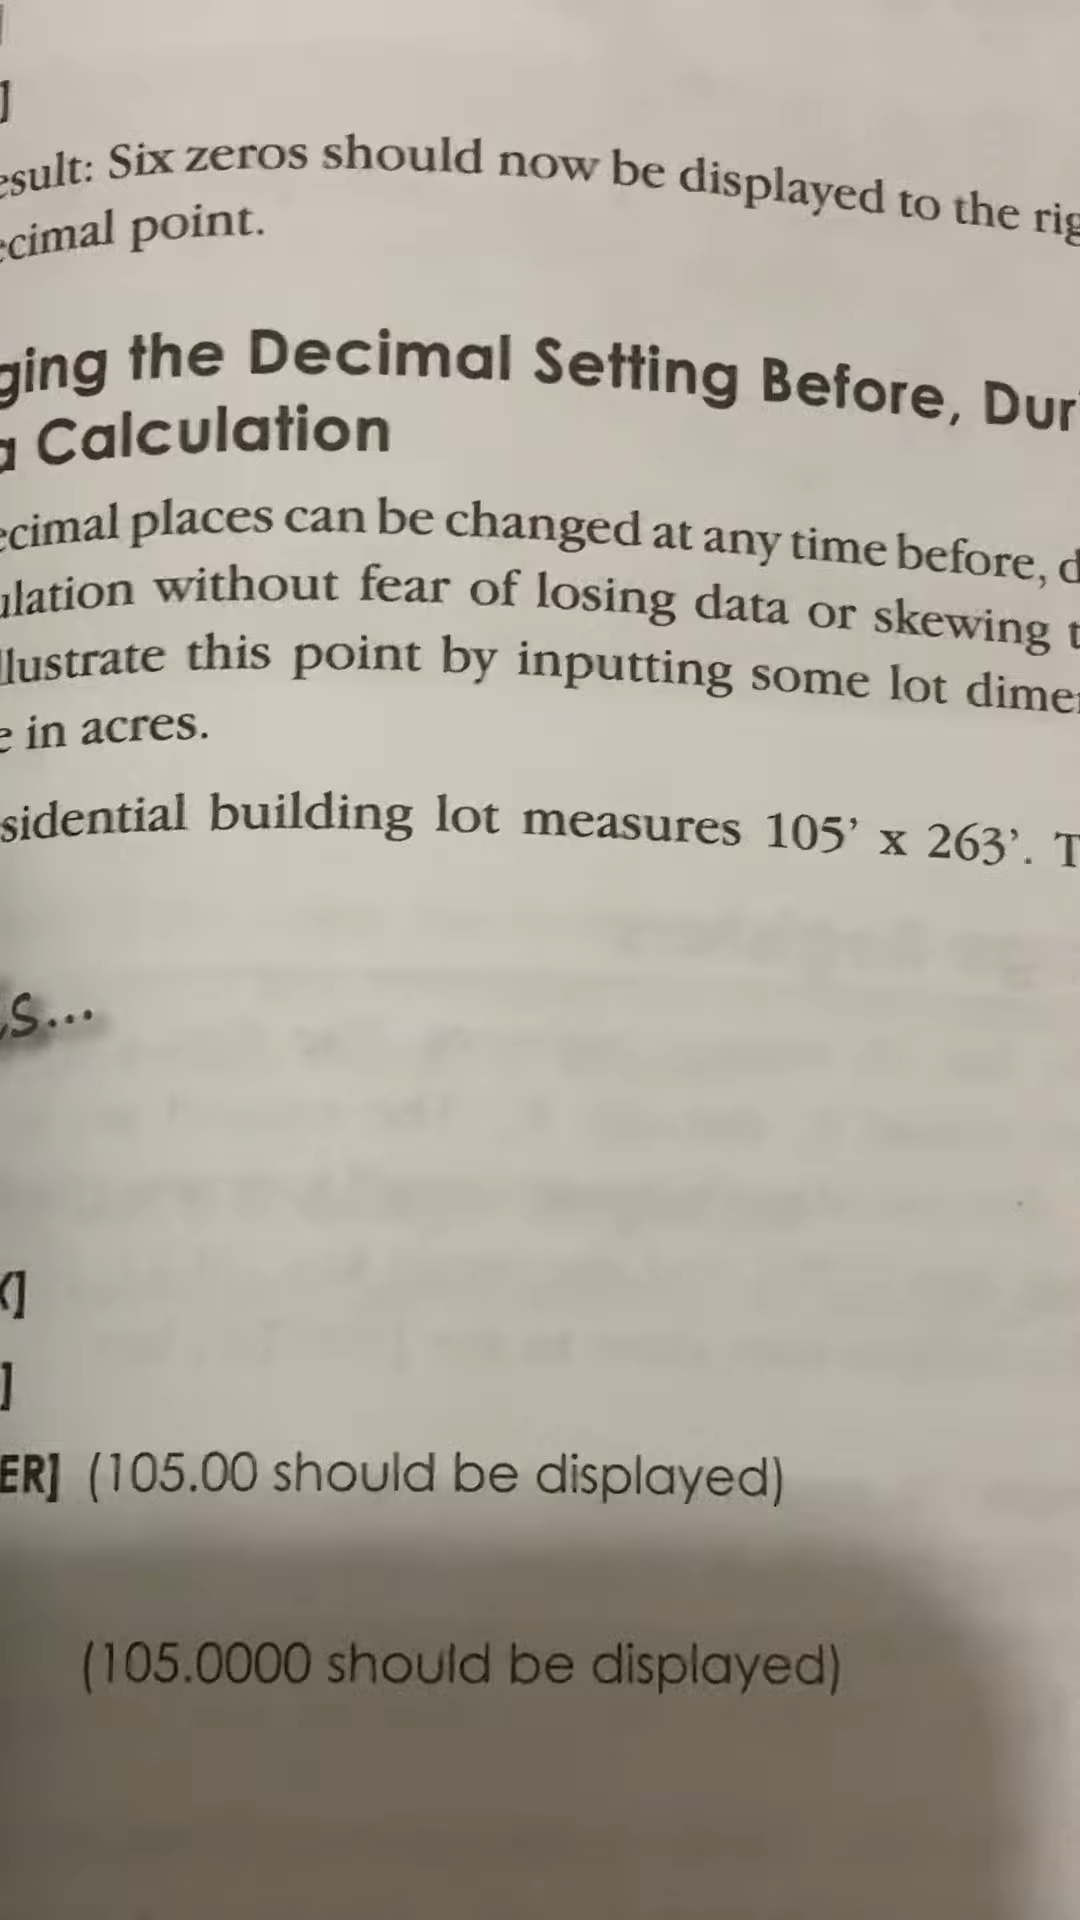 ]
esult: Six zeros should now be displayed to the rig
ecimal point.
ging the Decimal Setting Before, Dur
a Calculation
ecimal places can be changed at any time before, d
ulation without fear of losing data or skewing t
llustrate this point by inputting some lot dime
e in acres.
sidential building lot measures 105’ x 263’. T
s...
]
]
ER] (105.00 should be displayed)
(105.0000 should be displayed)